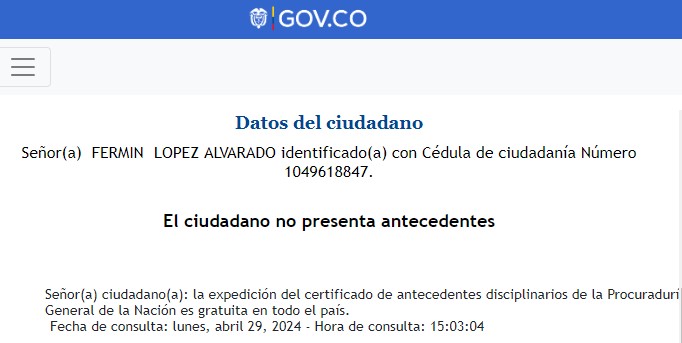 GOV.CO
Datos del ciudadano
Señor(a) FERMIN LOPEZ ALVARADO identificado(a) con Cédula de ciudadanía Número
1049618847.
El ciudadano no presenta antecedentes
Señor(a) ciudadano(a): la expedición del certificado de antecedentes disciplinarios de la Procuradurí
General de la Nación es gratuita en todo el país.
Fecha de consulta: lunes, abril 29, 2024 - Hora de consulta: 15:03:04